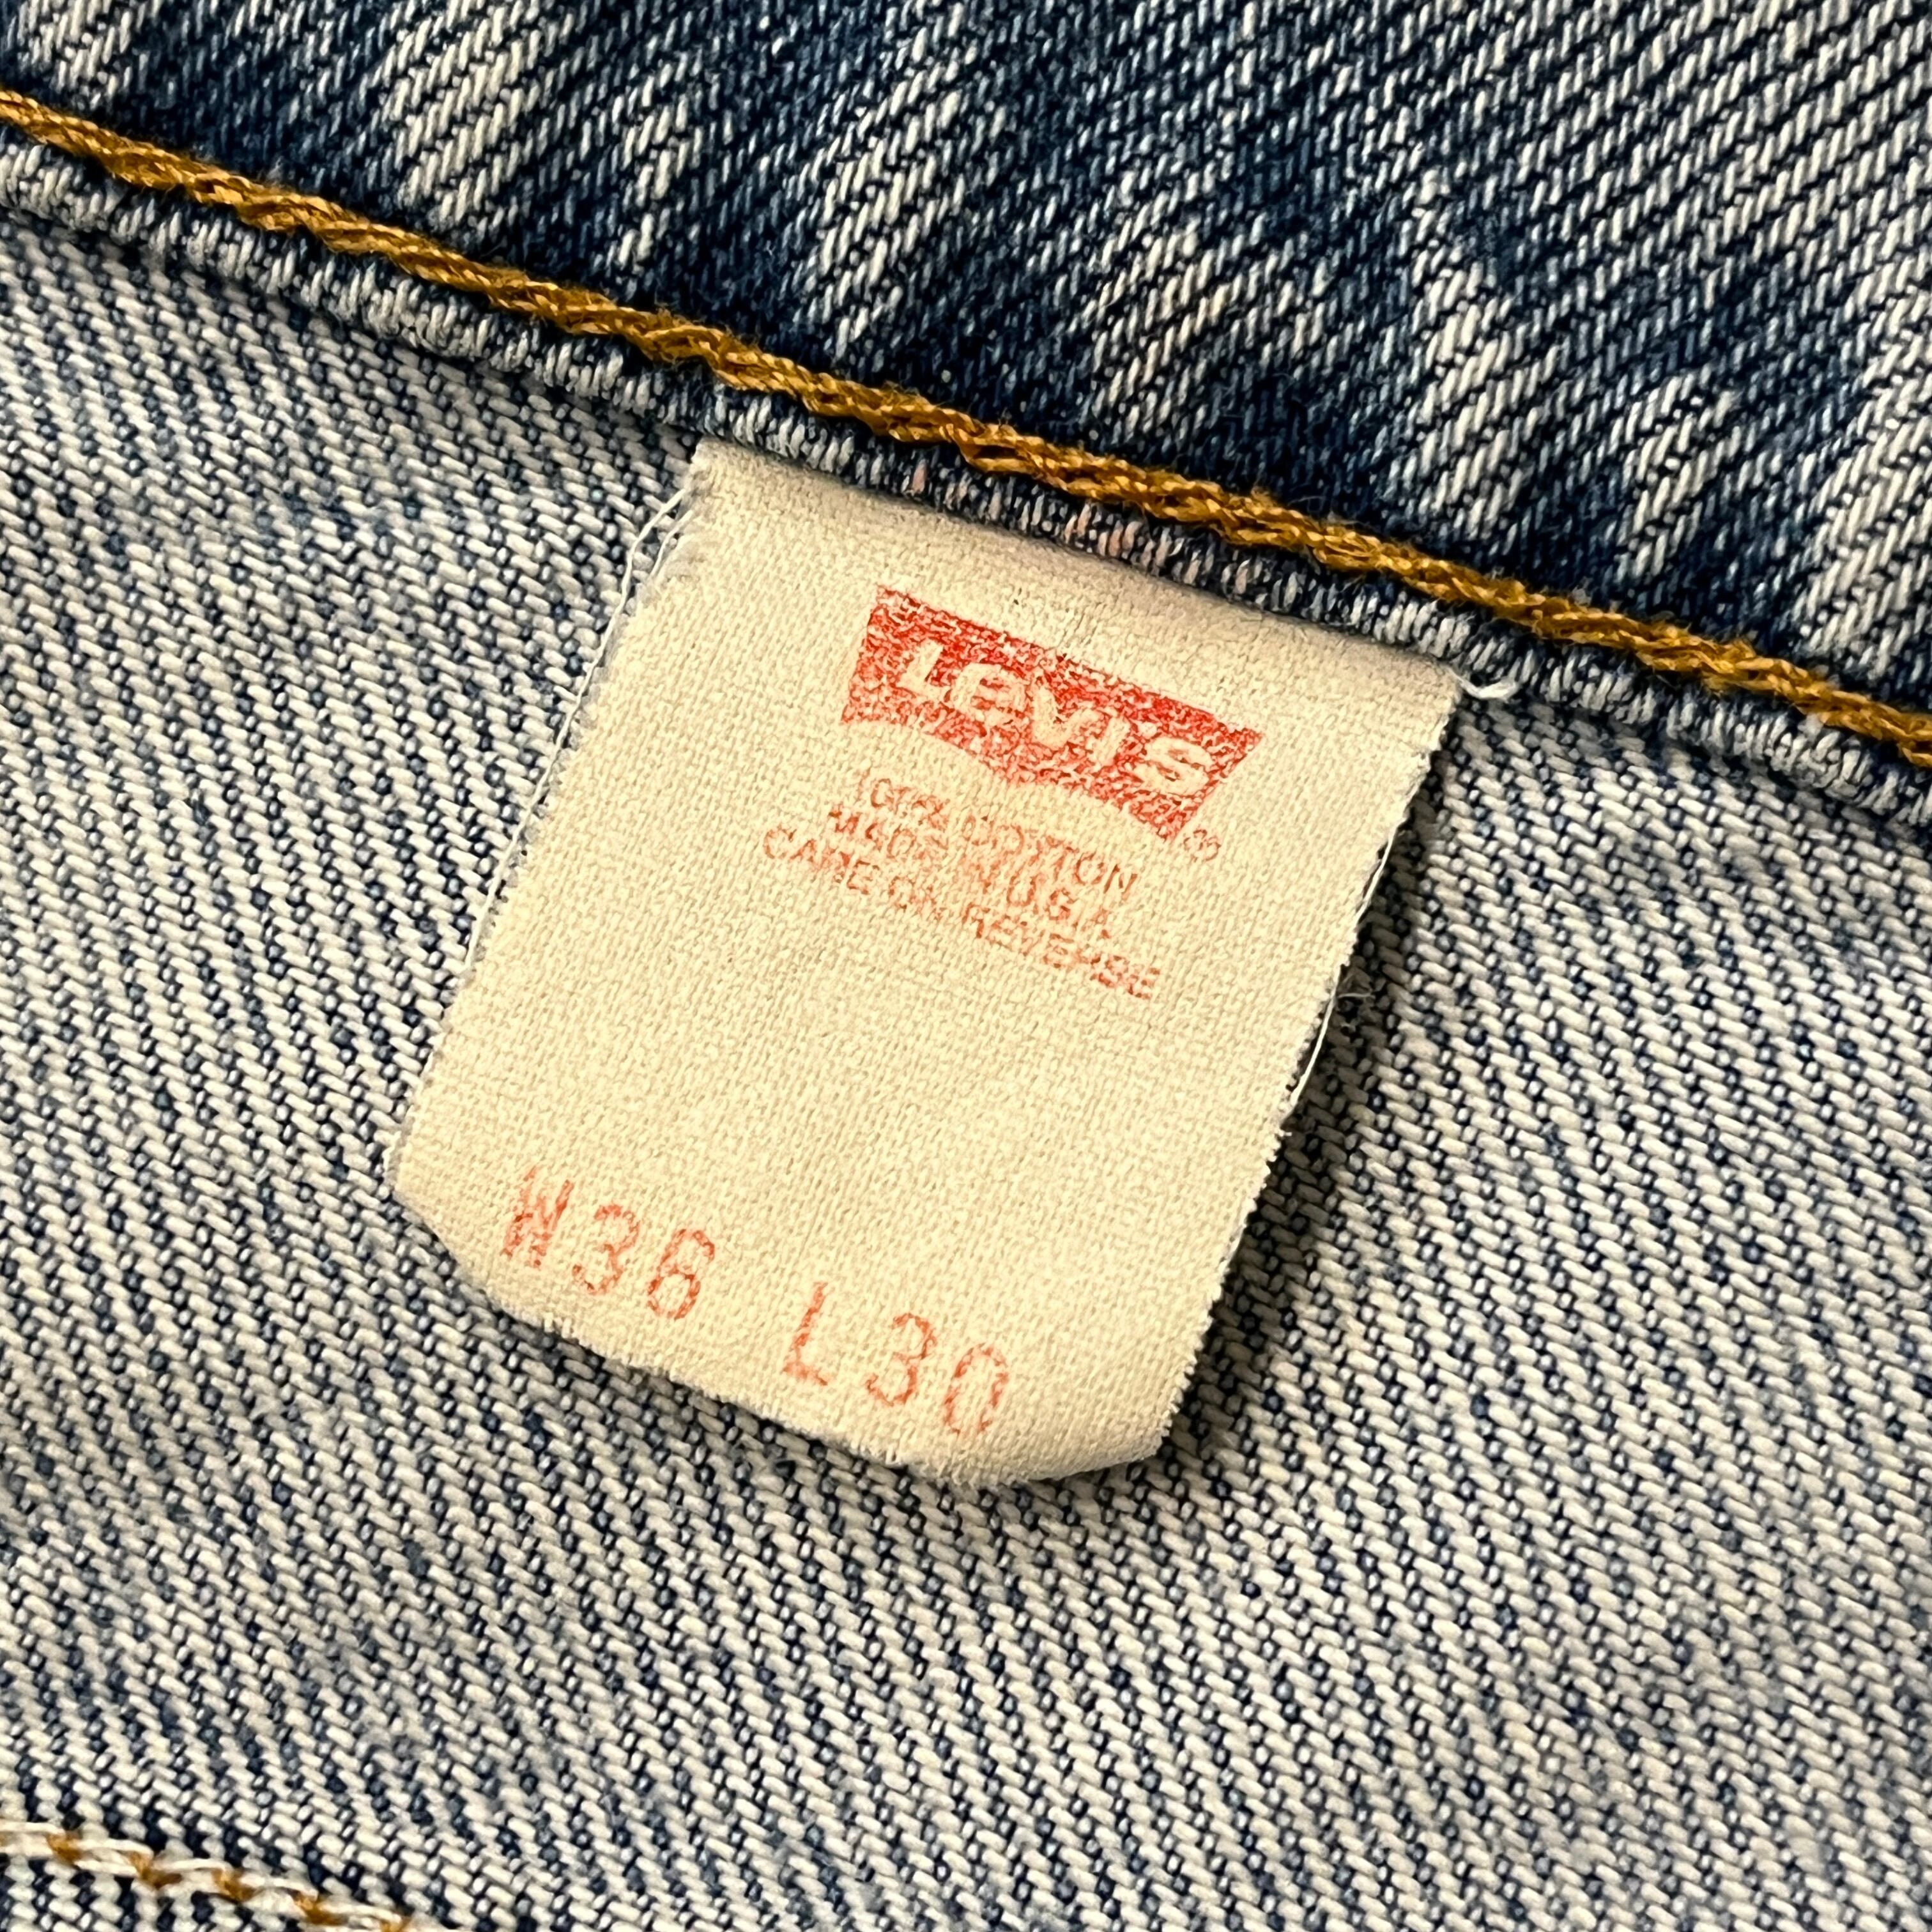 Levi's®
100% COTTON
MADE IN U.S.A.
CARE ON REVERSE
W36 L30